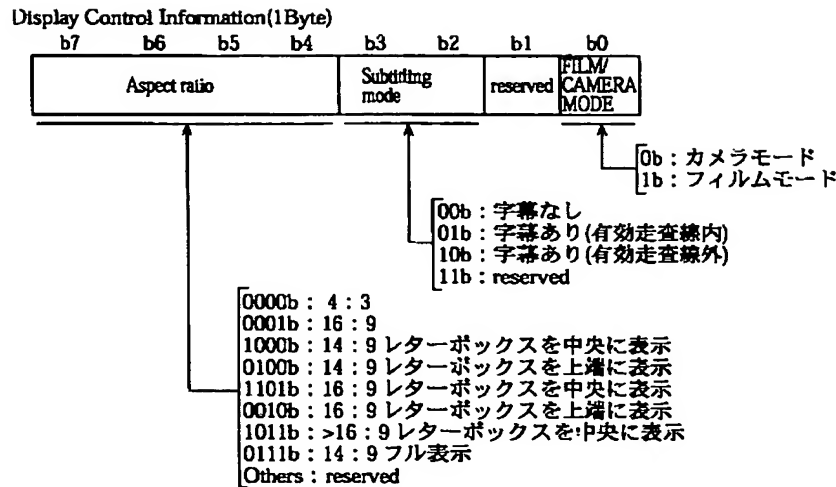 Display Control Information(1Byte)
b7 b6 b5 b4 b3 b2 b1 b0
Aspect ratio
Subtitling
mode
reserved
FILM/
CAMERA
MODE
0b : カメラモード
1b : フィルムモード
00b : 字幕なし
01b : 字幕あり(有効走査線内)
10b : 字幕あり(有効走査線外)
11b : reserved
0000b : 4 : 3
0001b : 16 : 9
1000b : 14 : 9 レターボックスを中央に表示
0100b : 14 : 9 レターボックスを上端に表示
1101b : 16 : 9 レターボックスを中央に表示
0010b : 16 : 9 レターボックスを上端に表示
1011b : >16 : 9 レターボックスを中央に表示
0111b : 14 : 9 フル表示
Others : reserved